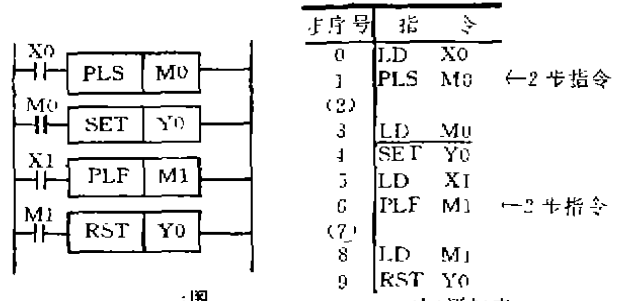 X0
PLS M0
M0
SET Y0
X1
PLF M1
M1
RST Y0
图
步序号 指 令
0 LD X0
1 PLS M0 ←2 步指令
(2)
3 LD M0
4 SET Y0
5 LD X1
6 PLF M1 ←2 步指令
(7)
8 LD M1
9 RST Y0